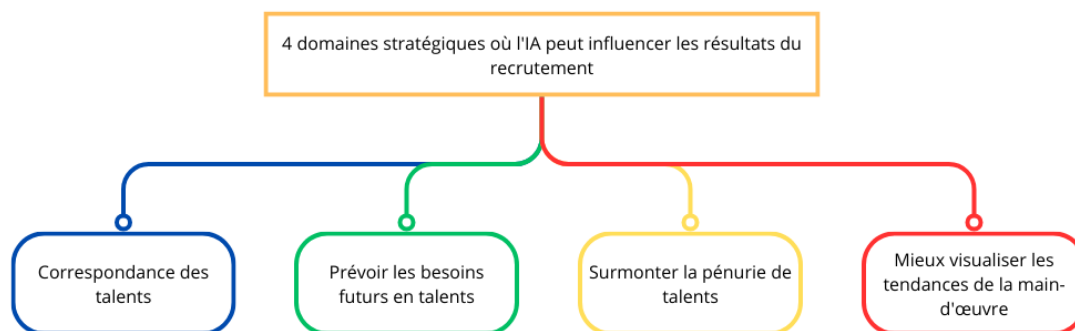 4 domaines stratégiques où l'IA peut influencer les résultats du
recrutement
Correspondance des
talents
Prévoir les besoins
futurs en talents
Surmonter la pénurie de
talents
Mieux visualiser les
tendances de la main-
d'œuvre